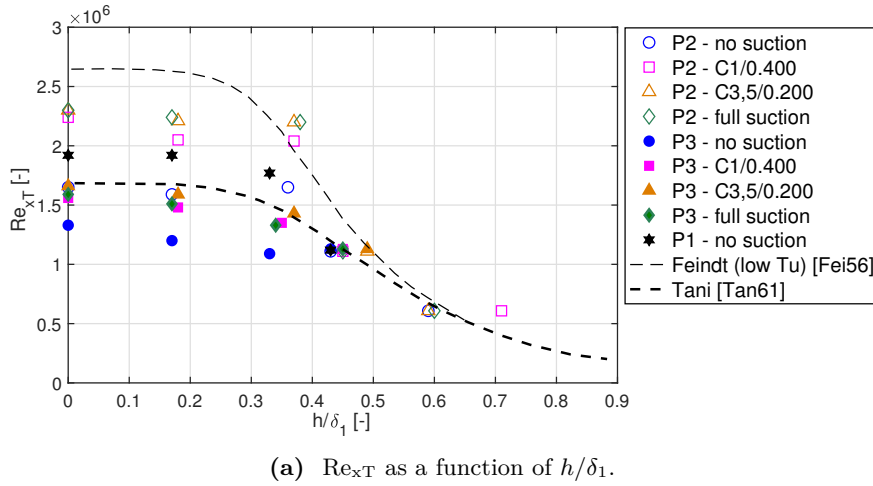 ×10⁶
3
2.5
2
1.5
1
0.5
0
Re_xT [-]
0 0.1 0.2 0.3 0.4 0.5 0.6 0.7 0.8 0.9
h/δ₁ [-]
P2 - no suction
P2 - C1/0.400
P2 - C3,5/0.200
P2 - full suction
P3 - no suction
P3 - C1/0.400
P3 - C3,5/0.200
P3 - full suction
P1 - no suction
Feindt (low Tu) [Fei56]
Tani [Tan61]
(a) Re_xT as a function of h/δ₁.